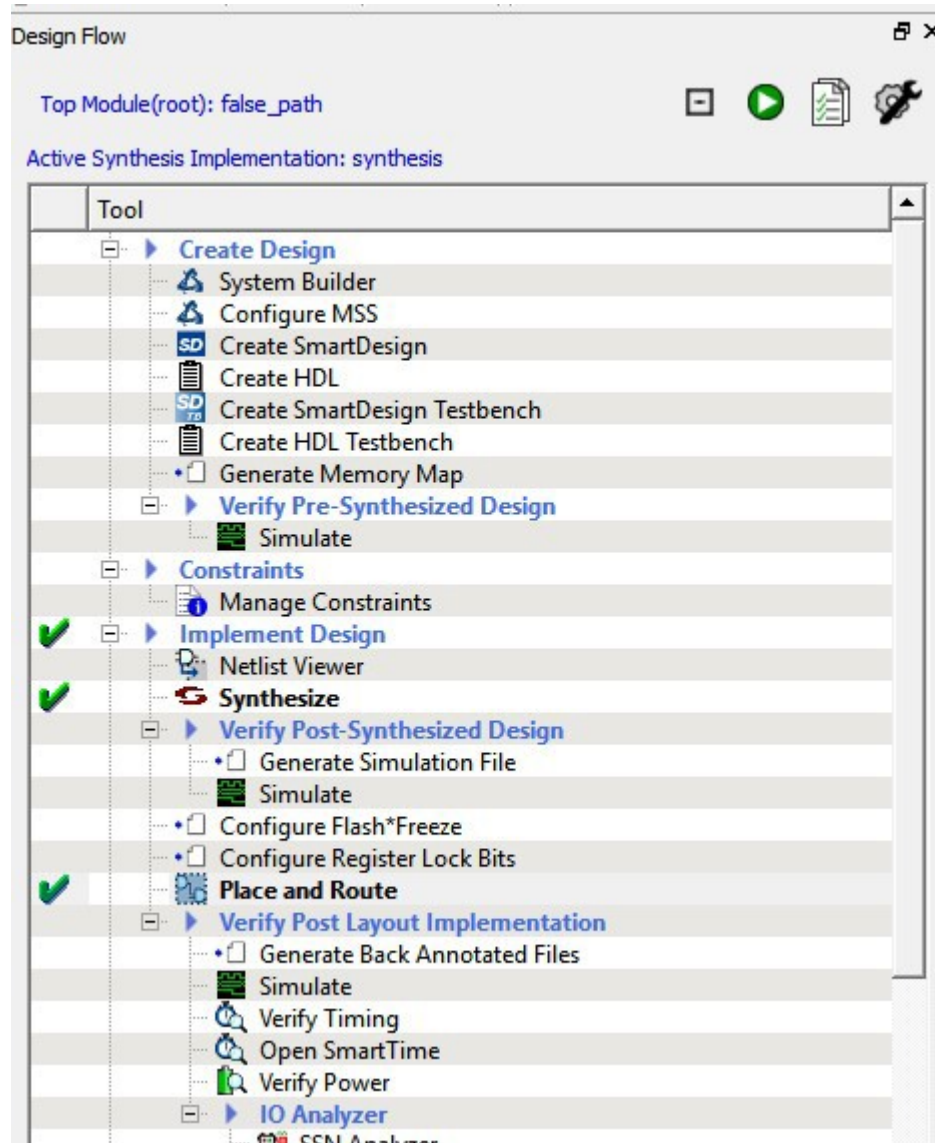 Design Flow
Top Module(root): false_path
Active Synthesis Implementation: synthesis
Tool
Create Design
System Builder
Configure MSS
SD Create SmartDesign
Create HDL
SD TB Create SmartDesign Testbench
Create HDL Testbench
Generate Memory Map
Verify Pre-Synthesized Design
Simulate
Constraints
Manage Constraints
Implement Design
Netlist Viewer
Synthesize
Verify Post-Synthesized Design
Generate Simulation File
Simulate
Configure Flash*Freeze
Configure Register Lock Bits
Place and Route
Verify Post Layout Implementation
Generate Back Annotated Files
Simulate
Verify Timing
Open SmartTime
Verify Power
IO Analyzer
SSN Analyzer